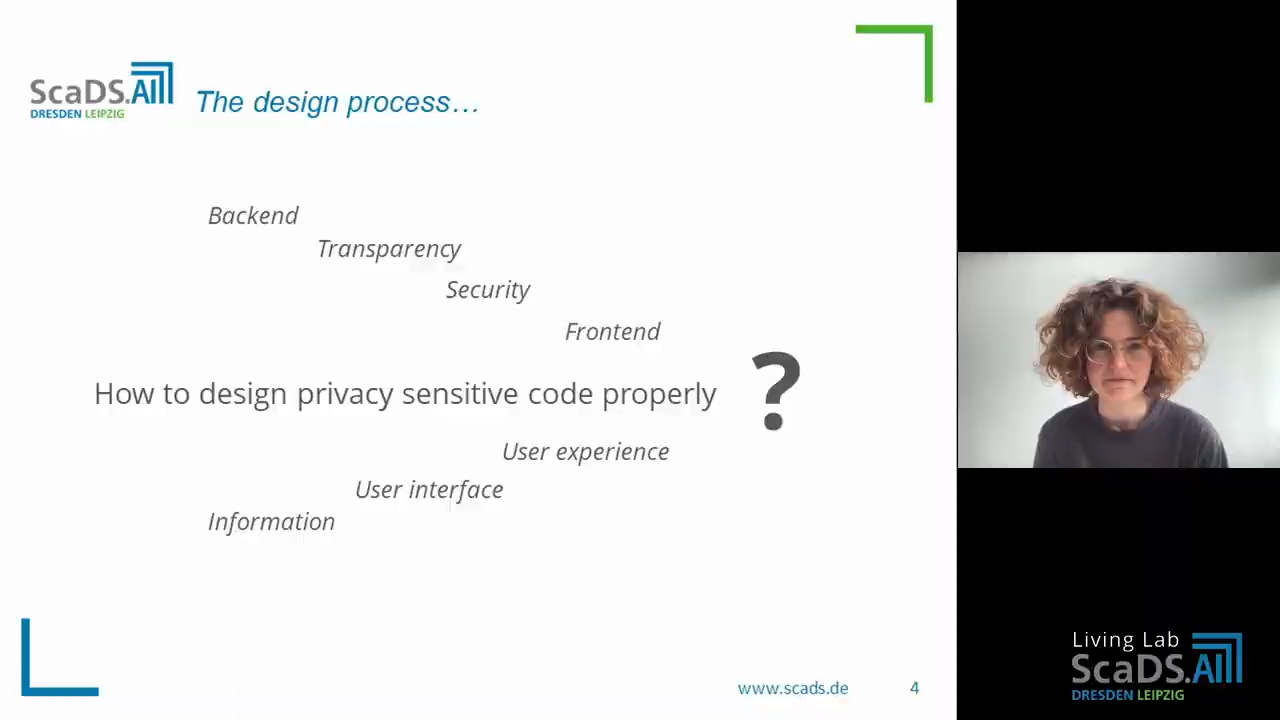 ScaDS.AI
DRESDEN LEIPZIG
The design process…
Backend
Transparency
Security
Frontend
How to design privacy sensitive code properly ?
User experience
User interface
Information
www.scads.de 4
Living Lab
ScaDS.AI
DRESDEN LEIPZIG